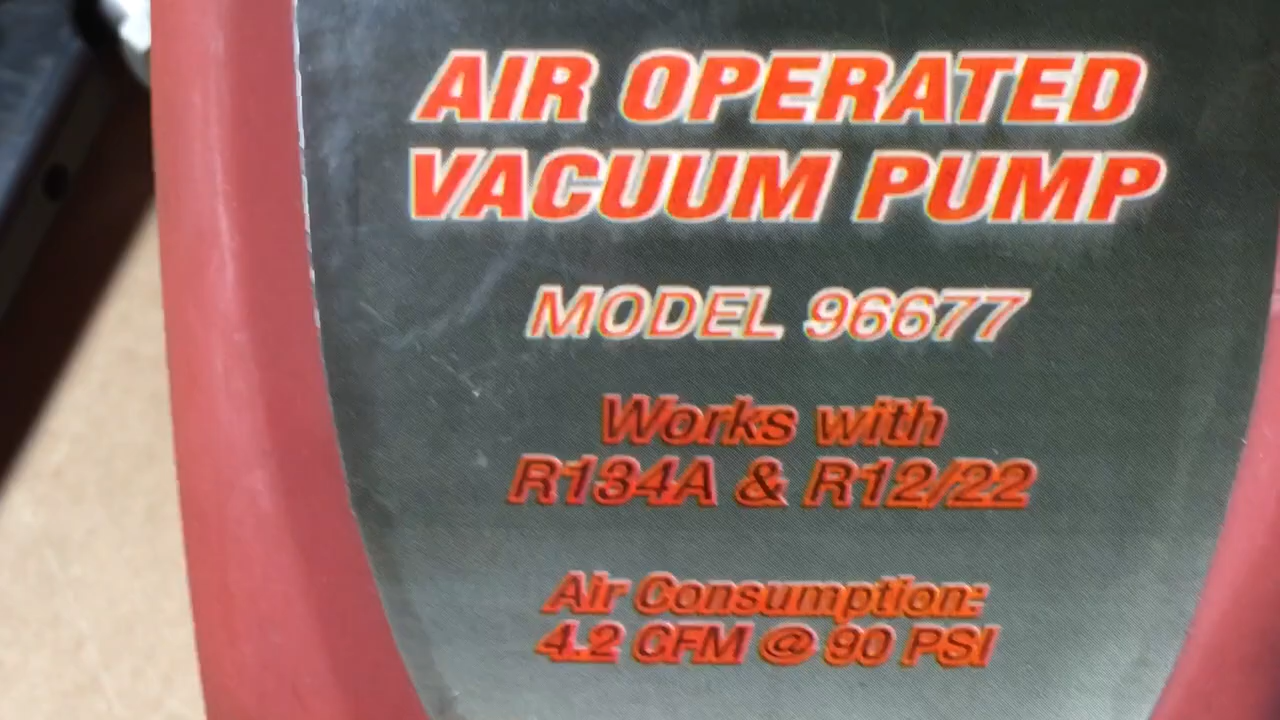 AIR OPERATED
VACUUM PUMP
MODEL 96677
Works with
R134A & R12/22
Air Consumption:
4.2 CFM @ 90 PSI